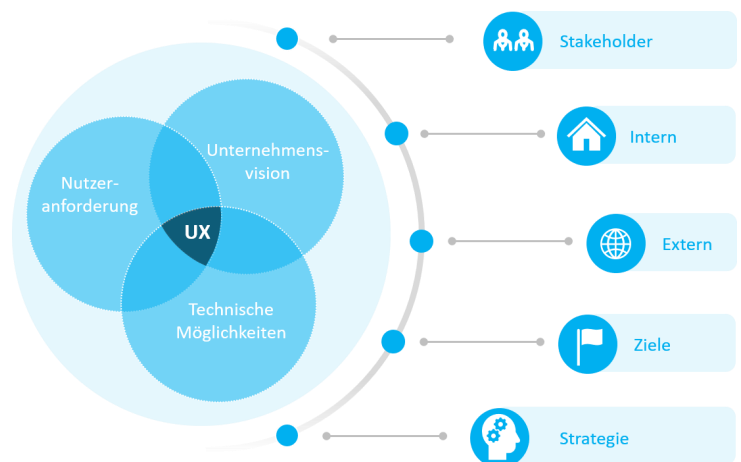 Nutzer-
anforderung
Unternehmens-
vision
UX
Technische
Möglichkeiten
Stakeholder
Intern
Extern
Ziele
Strategie